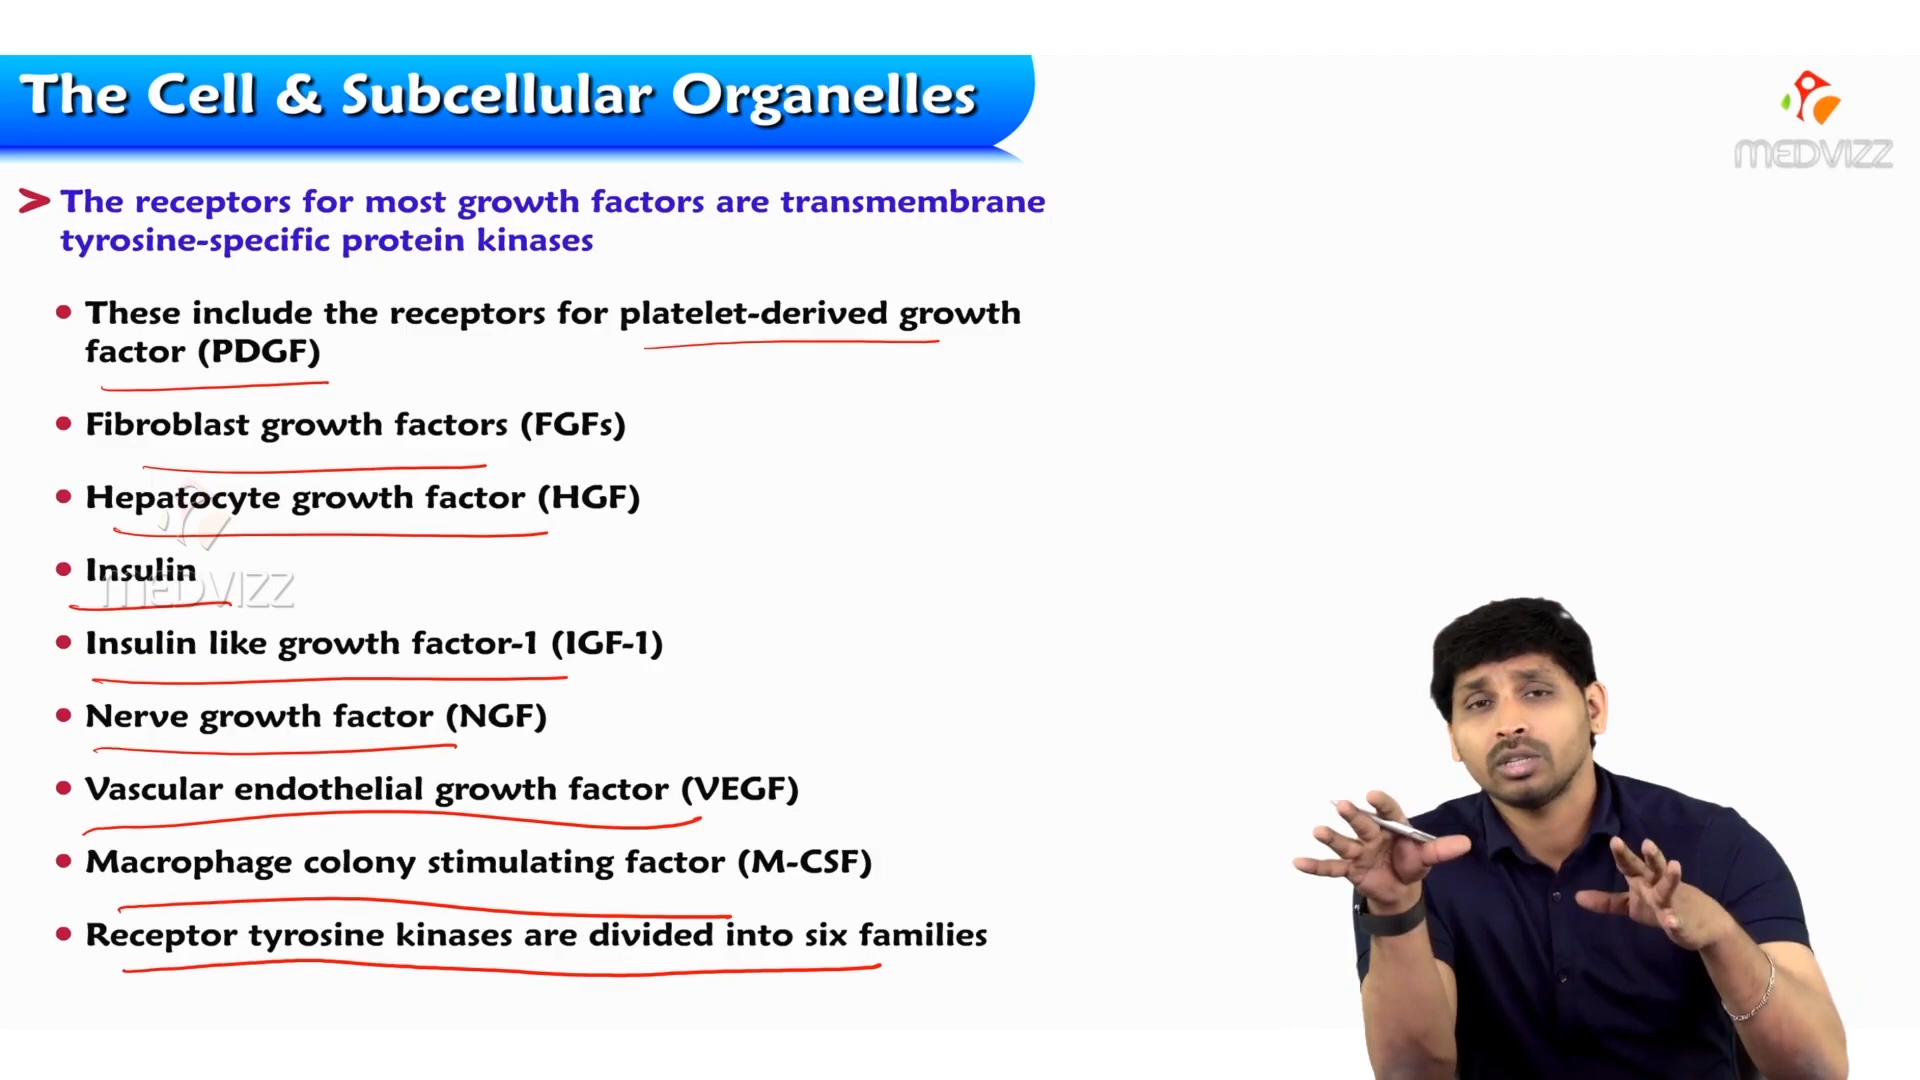 The Cell & Subcellular Organelles
MEDVIZZ
> The receptors for most growth factors are transmembrane
tyrosine-specific protein kinases
• These include the receptors for platelet-derived growth
factor (PDGF)
• Fibroblast growth factors (FGFs)
• Hepatocyte growth factor (HGF)
• Insulin
MEDVIZZ
• Insulin like growth factor-1 (IGF-1)
• Nerve growth factor (NGF)
• Vascular endothelial growth factor (VEGF)
• Macrophage colony stimulating factor (M-CSF)
• Receptor tyrosine kinases are divided into six families